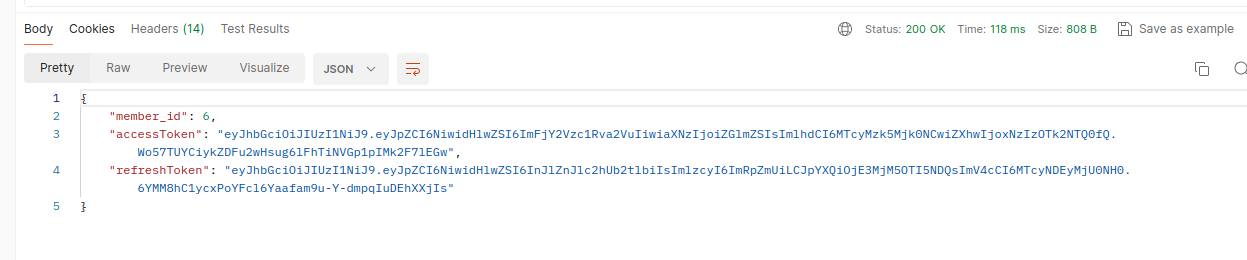 Body Cookies Headers (14) Test Results Status: 200 OK Time: 118 ms Size: 808 B Save as example
Pretty Raw Preview Visualize JSON
1 {
2 "member_id": 6,
3 "accessToken": "eyJhbGciOiJIUzI1NiJ9.eyJpZCI6NiwidHlwZSI6ImFjY2Vzc1Rva2VuIiwiaXNzIjoiZGlmZSIsImlhdCI6MTcyMzk5Mjk0NCwiZXhwIjoxNzIzOTk2NTQ0fQ.
Wo57TUYCiykZDFu2wHsug6lFhTiNVGp1pIMk2F7lEGw",
4 "refreshToken": "eyJhbGciOiJIUzI1NiJ9.eyJpZCI6NiwidHlwZSI6InJlZnJlc2hUb2tlbiIsImlzcyI6ImRpZmUiLCJpYXQiOjE3MjM5OTI5NDQsImV4cCI6MTcyNDEyMjU0NH0.
6YMM8hC1ycxPoYFcl6Yaafam9u-Y-dmpqIuDEhXXjIs"
5 }